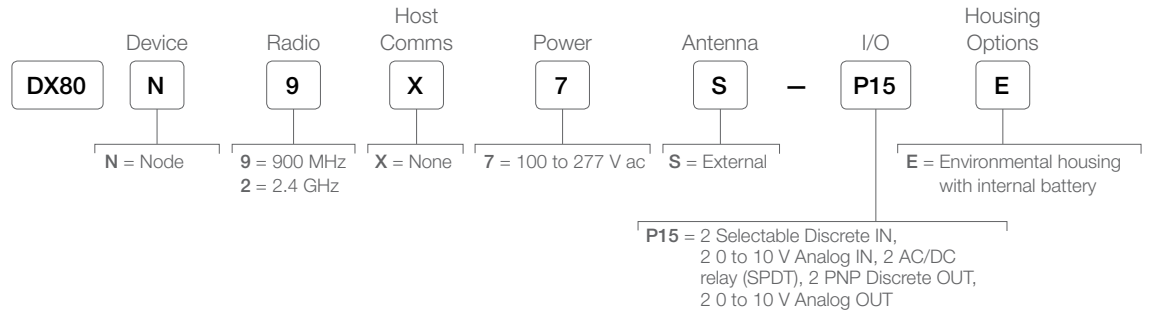 Device
Radio
Host
Comms
Power
Antenna
I/O
Housing
Options
DX80 N 9 X 7 S – P15 E
N = Node
9 = 900 MHz
2 = 2.4 GHz
X = None
7 = 100 to 277 V ac
S = External
E = Environmental housing
with internal battery
P15 = 2 Selectable Discrete IN,
2 0 to 10 V Analog IN, 2 AC/DC
relay (SPDT), 2 PNP Discrete OUT,
2 0 to 10 V Analog OUT